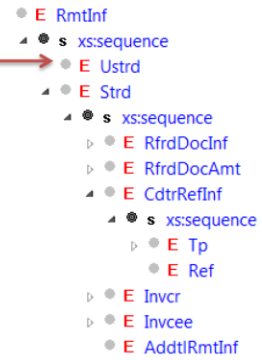 E RmtInf
s xs:sequence
E Ustrd
E Strd
s xs:sequence
E RfrdDocInf
E RfrdDocAmt
E CdtrRefInf
s xs:sequence
E Tp
E Ref
E Invcr
E Invcee
E AddtlRmtInf